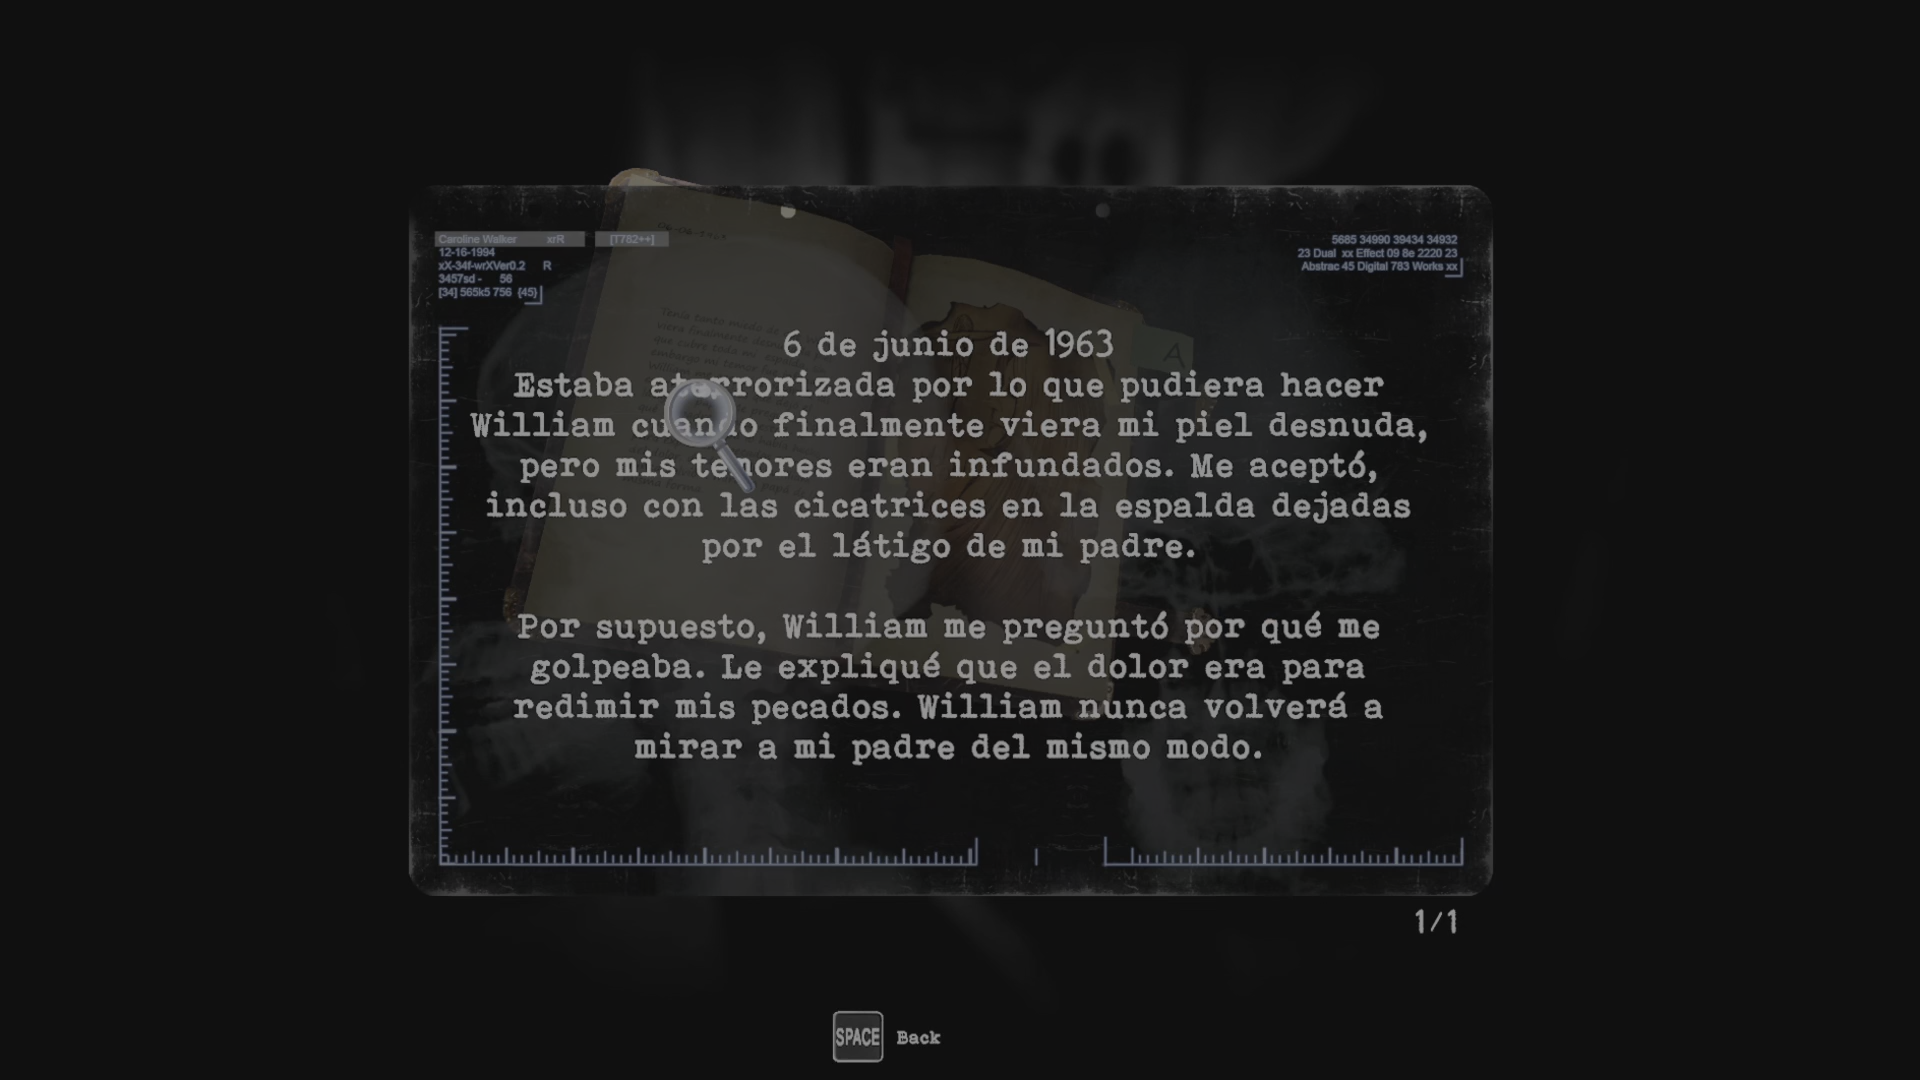 Caroline Walker xrR [T782++]
12-16-1994
xX-34f-wrXVer0.2 R
3457sd - 56
[34] 565k5 756 {45}
5685 34990 39434 34932
23 Dual xx Effect 09 8e 2220 23
Abstrac 45 Digital 783 Works xx
6 de junio de 1963
Estaba aterrorizada por lo que pudiera hacer
William cuando finalmente viera mi piel desnuda,
pero mis temores eran infundados. Me aceptó,
incluso con las cicatrices en la espalda dejadas
por el látigo de mi padre.
Por supuesto, William me preguntó por qué me
golpeaba. Le expliqué que el dolor era para
redimir mis pecados. William nunca volverá a
mirar a mi padre del mismo modo.
A
1/1
SPACE Back